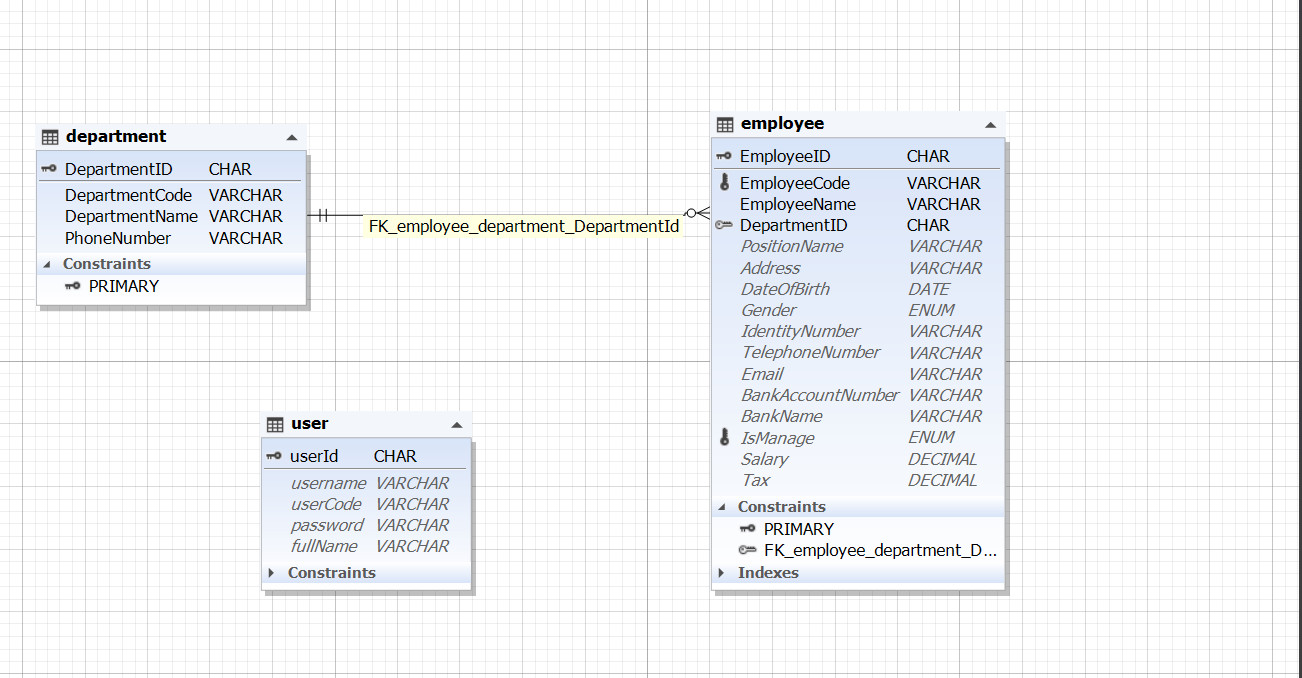 department
DepartmentID CHAR
DepartmentCode VARCHAR
DepartmentName VARCHAR
PhoneNumber VARCHAR
Constraints
PRIMARY
FK_employee_department_DepartmentId
employee
EmployeeID CHAR
EmployeeCode VARCHAR
EmployeeName VARCHAR
DepartmentID CHAR
PositionName VARCHAR
Address VARCHAR
DateOfBirth DATE
Gender ENUM
IdentityNumber VARCHAR
TelephoneNumber VARCHAR
Email VARCHAR
BankAccountNumber VARCHAR
BankName VARCHAR
IsManage ENUM
Salary DECIMAL
Tax DECIMAL
Constraints
PRIMARY
FK_employee_department_D...
Indexes
user
userId CHAR
username VARCHAR
userCode VARCHAR
password VARCHAR
fullName VARCHAR
Constraints